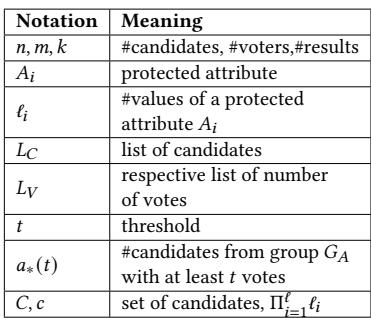 Notation Meaning
n, m, k #candidates, #voters,#results
A_i protected attribute
ℓ_i #values of a protected
attribute A_i
L_C list of candidates
L_V respective list of number
of votes
t threshold
a_*(t) #candidates from group G_A
with at least t votes
C, c set of candidates, Π_{i=1}^{ℓ} ℓ_i